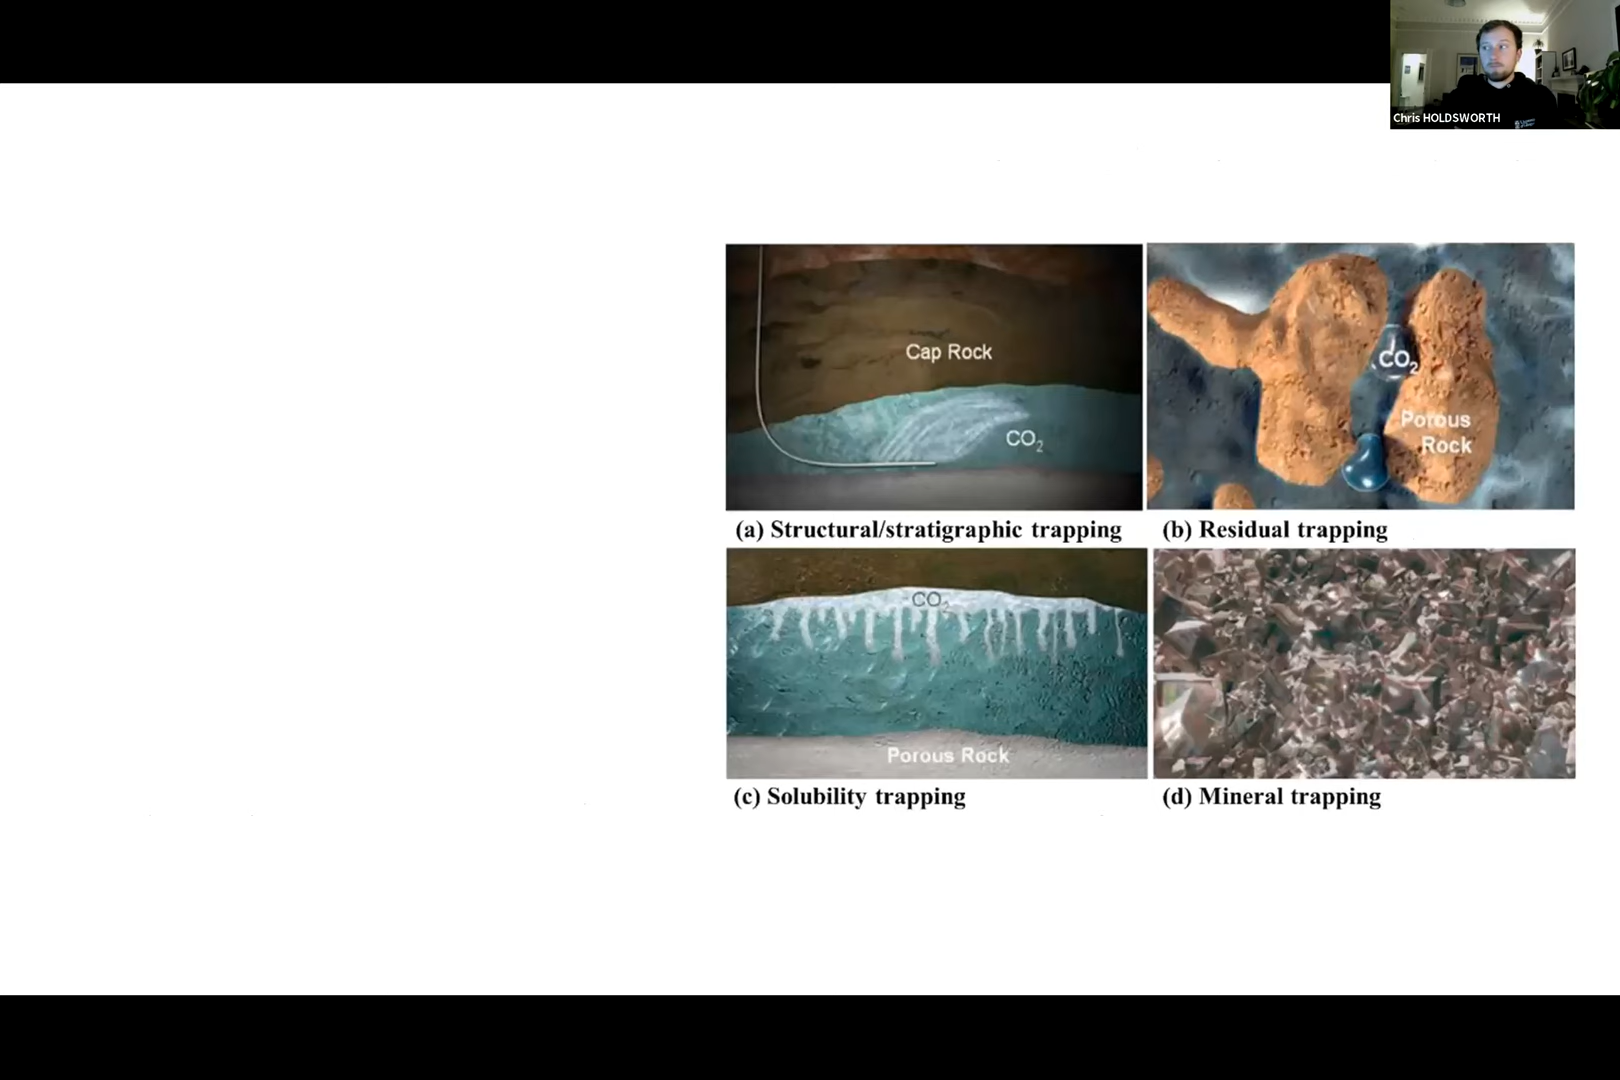 Chris HOLDSWORTH
Cap Rock
CO2
CO2
Porous
Rock
(a) Structural/stratigraphic trapping
(b) Residual trapping
CO2
Porous Rock
(c) Solubility trapping
(d) Mineral trapping